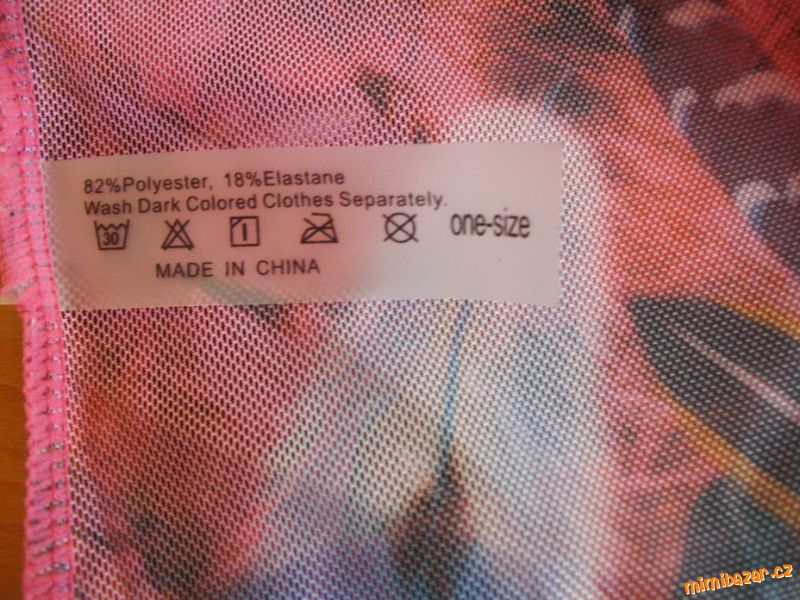 82%Polyester, 18%Elastane
Wash Dark Colored Clothes Separately.
30 one-size
MADE IN CHINA
mimibazar.cz